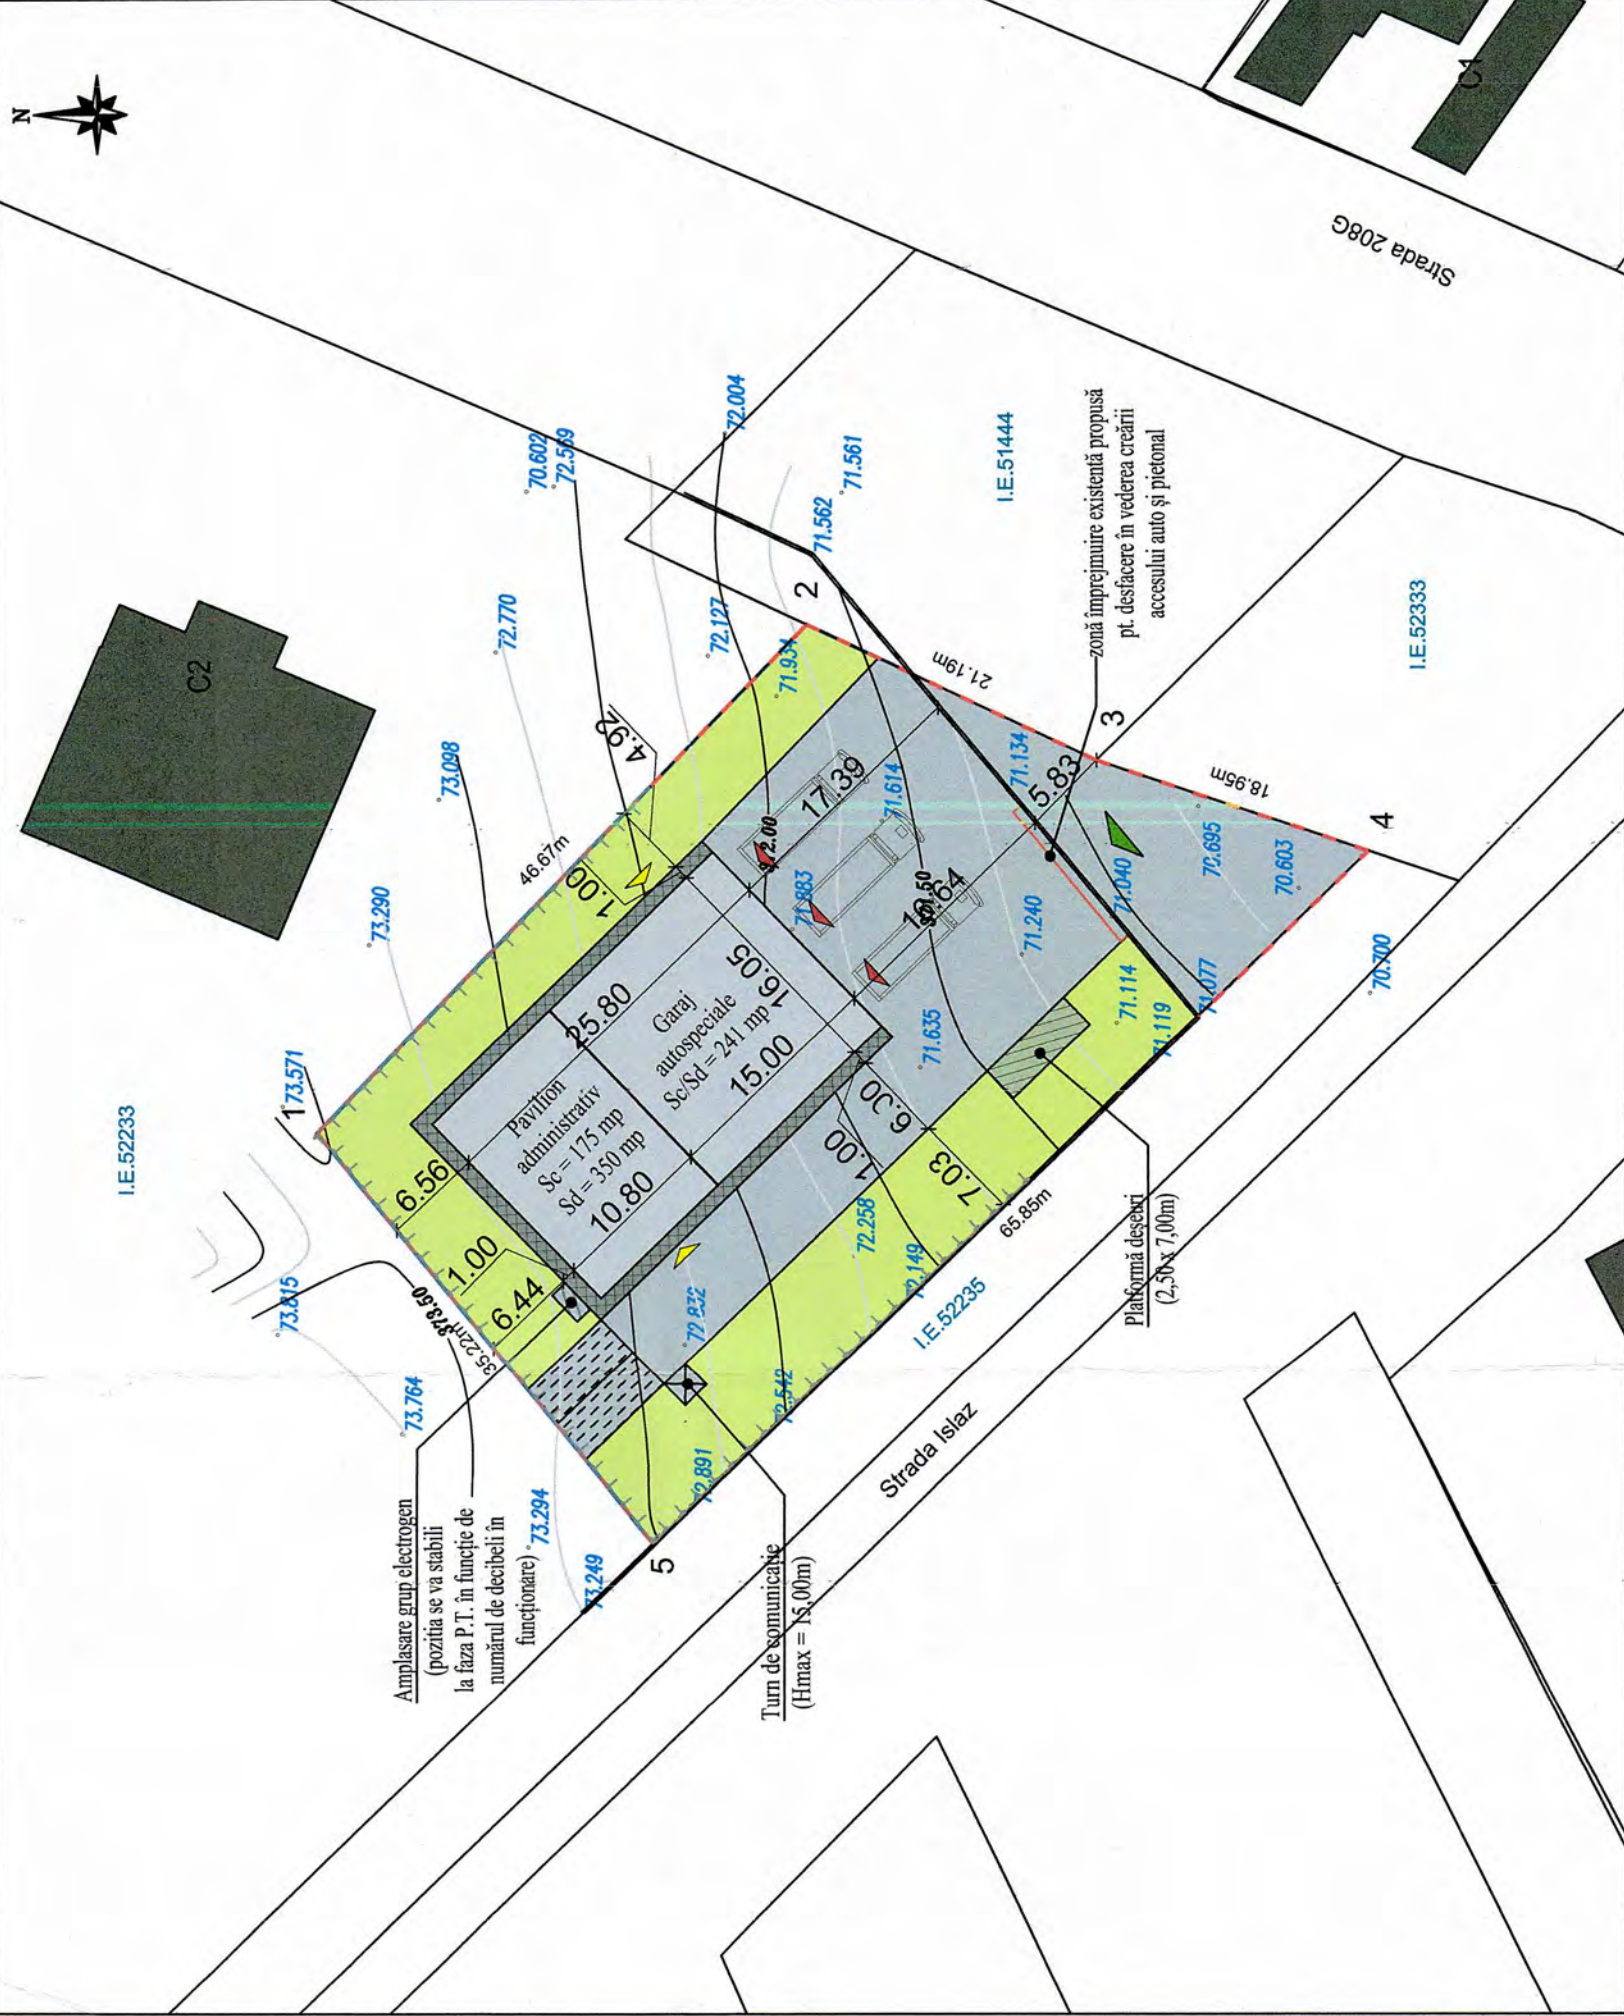 N
C1
Strada 208G
C2
70.602
72.569
72.004
71.561
71.562
2
I.E.51444
zonă împrejmuire existentă propusă
pt. desfacere în vederea creării
accesului auto și pietonal
I.E.52333
72.770
72.127
71.934
21.19m
3
18.95m
4
73.098
4.92
46.67m
1.00
17.39
71.614
71.134
5.83
71.883
71.240
71.040
70.695
70.603
70.700
73.290
73.571
1
I.E.52233
25.80
Pavilion
administrativ
Sc = 175 mp
Sd = 350 mp
10.80
Garaj
autospeciale
Sc/Sd = 241 mp
15.00
16.05
71.635
71.114
71.119
71.077
6.00
1.00
7.03
65.85m
6.56
1.00
6.44
35.22m
73.815
73.764
72.258
72.149
72.542
72.891
I.E.52235
Platformă deșeuri
(2,50 x 7,00m)
Strada Islaz
Amplasare grup electrogen
(pozitia se va stabili
la faza P.T. în funcție de
numărul de decibeli în
funcționare)
73.294
73.249
5
Turn de comunicație
(Hmax = 15,00m)